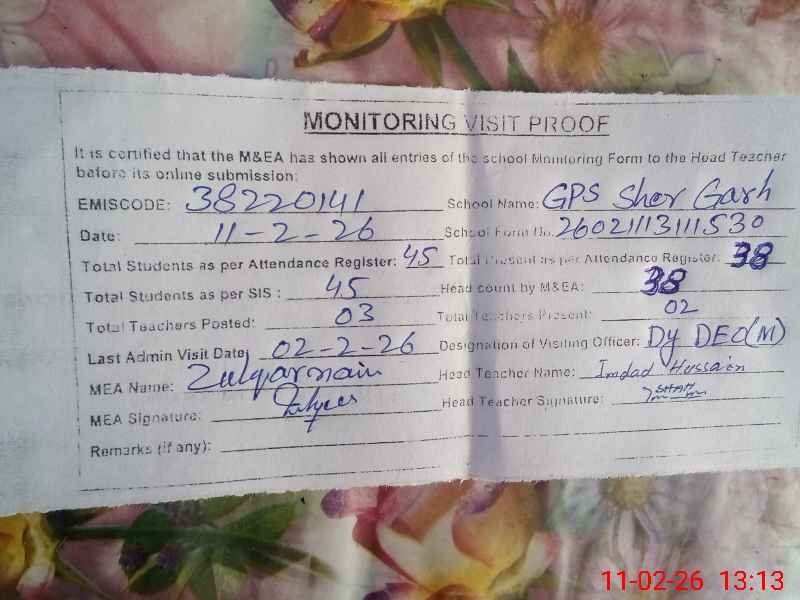 MONITORING VISIT PROOF
It is certified that the M&EA has shown all entries of the school Monitoring Form to the Head Teacher
before its online submission:
EMISCODE: 38220141 School Name: GPS Sher Garh
Date: 11-2-26 School Form No. 26021113111530
Total Students as per Attendance Register: 45 Total Present as per Attendance Register: 38
Total Students as per SIS : 45 Head count by M&EA: 38
Total Teachers Posted: 03 Total Teachers Present: 02
Last Admin Visit Date: 02-2-26 Designation of Visiting Officer: Dy DEO(M)
MEA Name: Zulqarnain Head Teacher Name: Imdad Hussain
MEA Signature: Head Teacher Signature: SHAH
Remarks (if any):
11-02-26 13:13